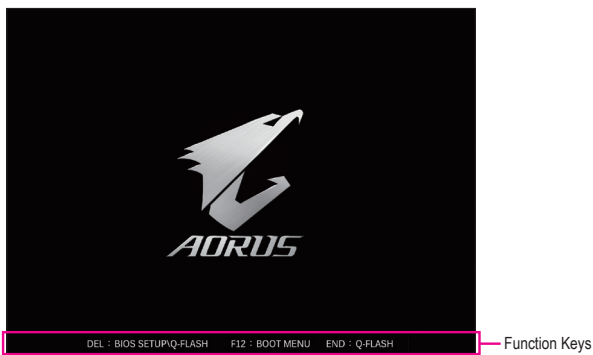 AORUS
DEL : BIOS SETUP\Q-FLASH F12 : BOOT MENU END : Q-FLASH
Function Keys